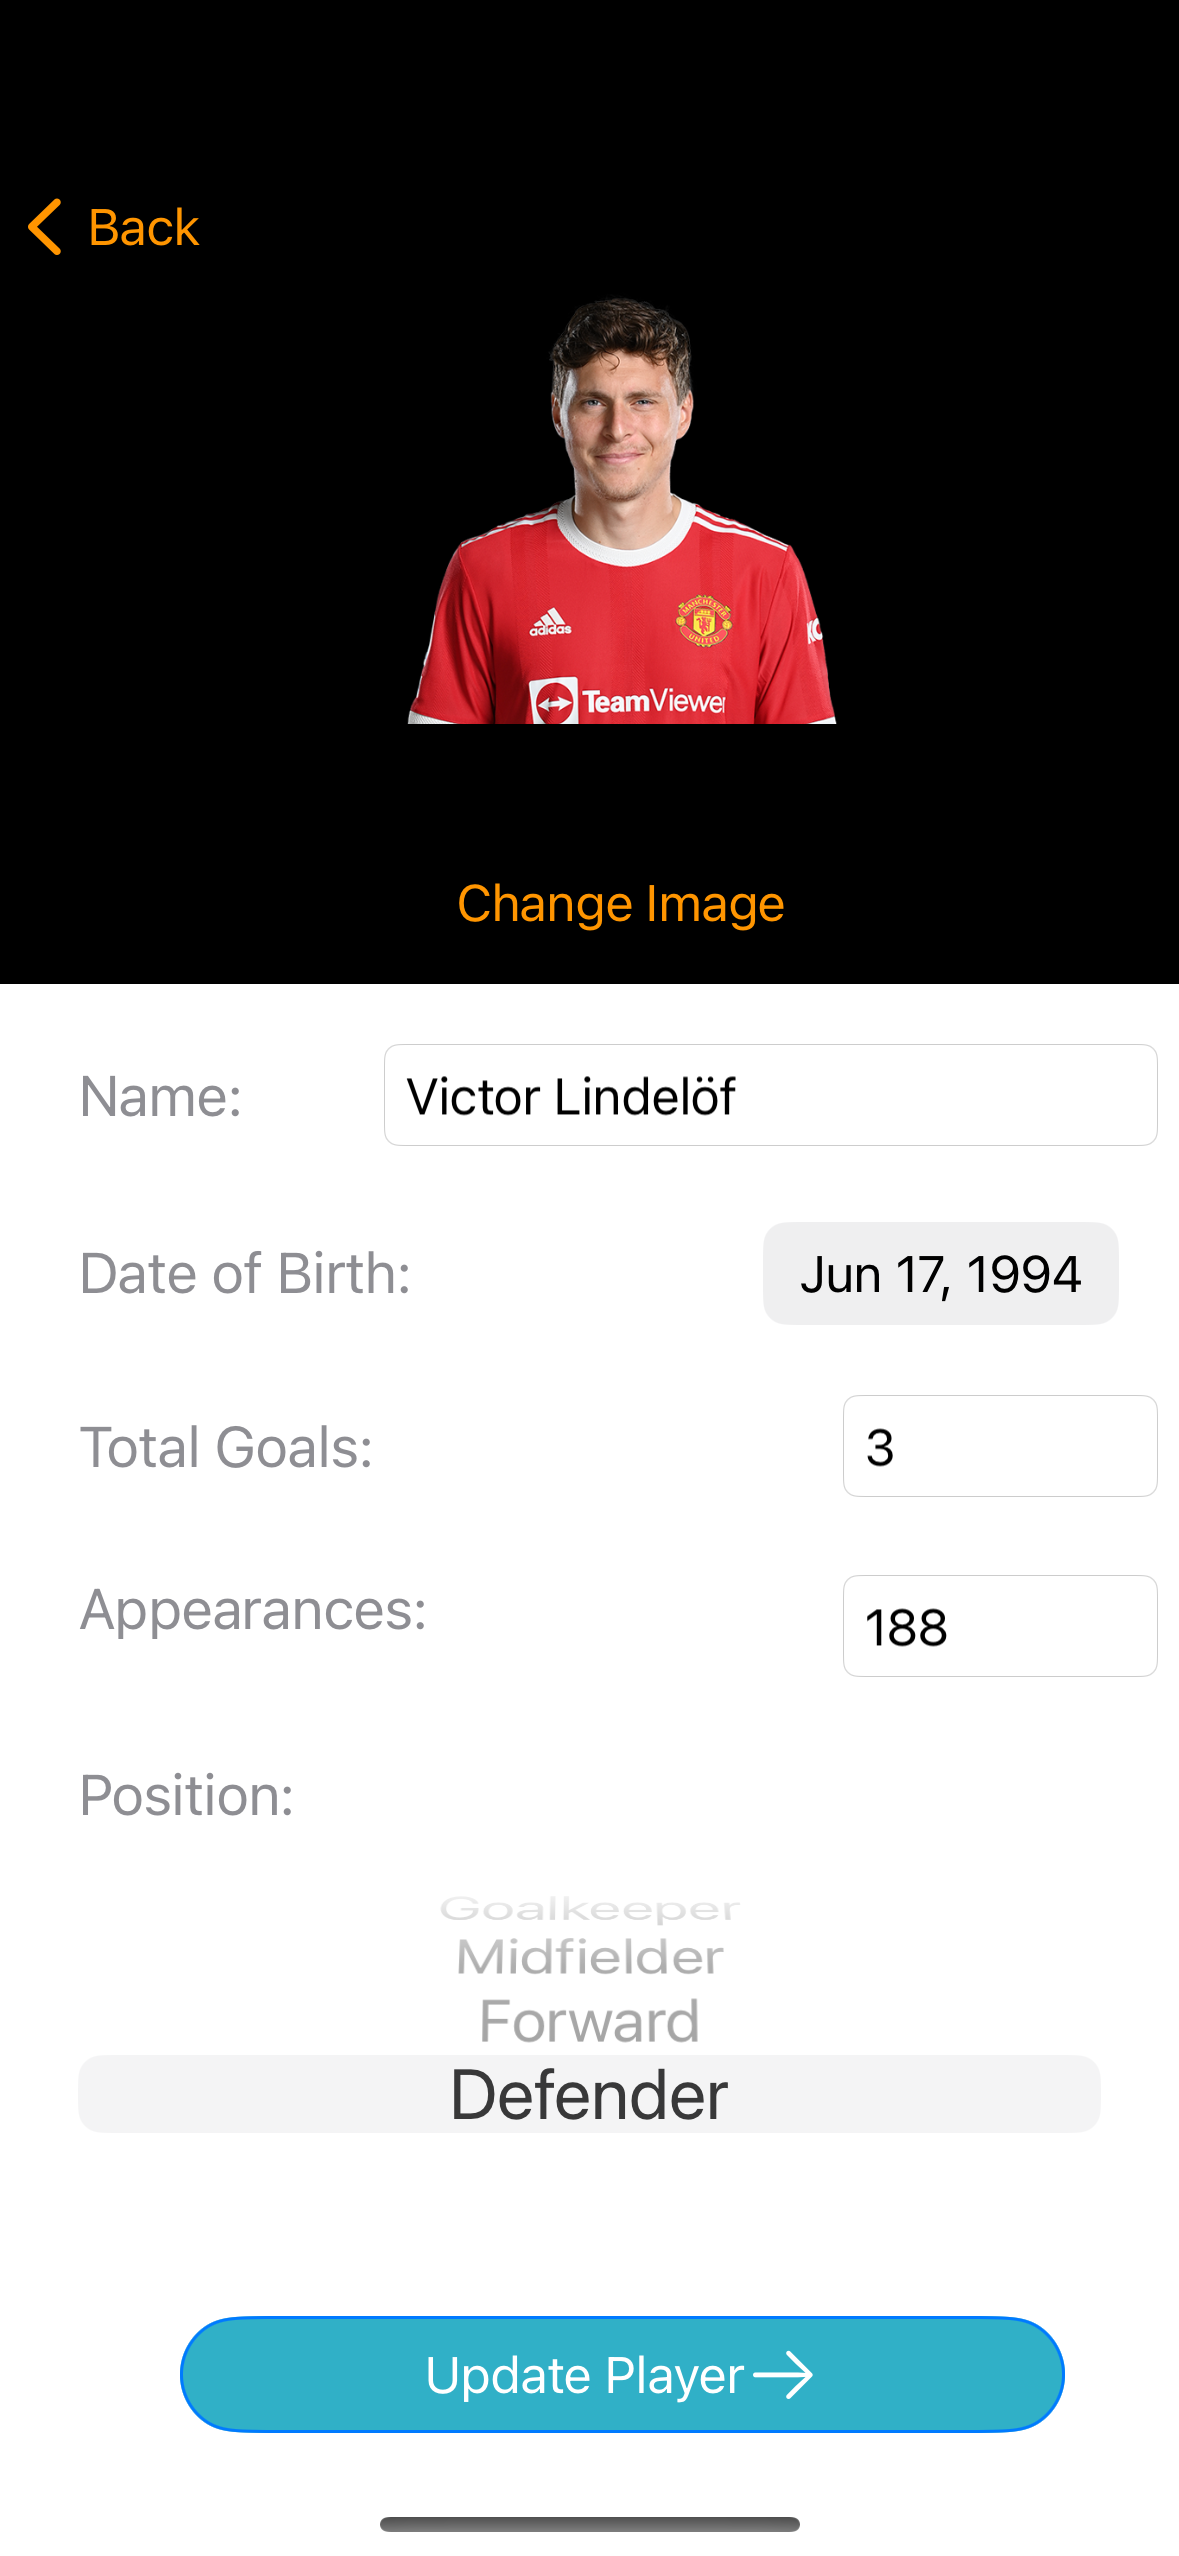 Back
adidas
MANCHESTER
UNITED
TeamViewer
Change Image
Name:
Victor Lindelöf
Date of Birth:
Jun 17, 1994
Total Goals:
3
Appearances:
188
Position:
Goalkeeper
Midfielder
Forward
Defender
Update Player